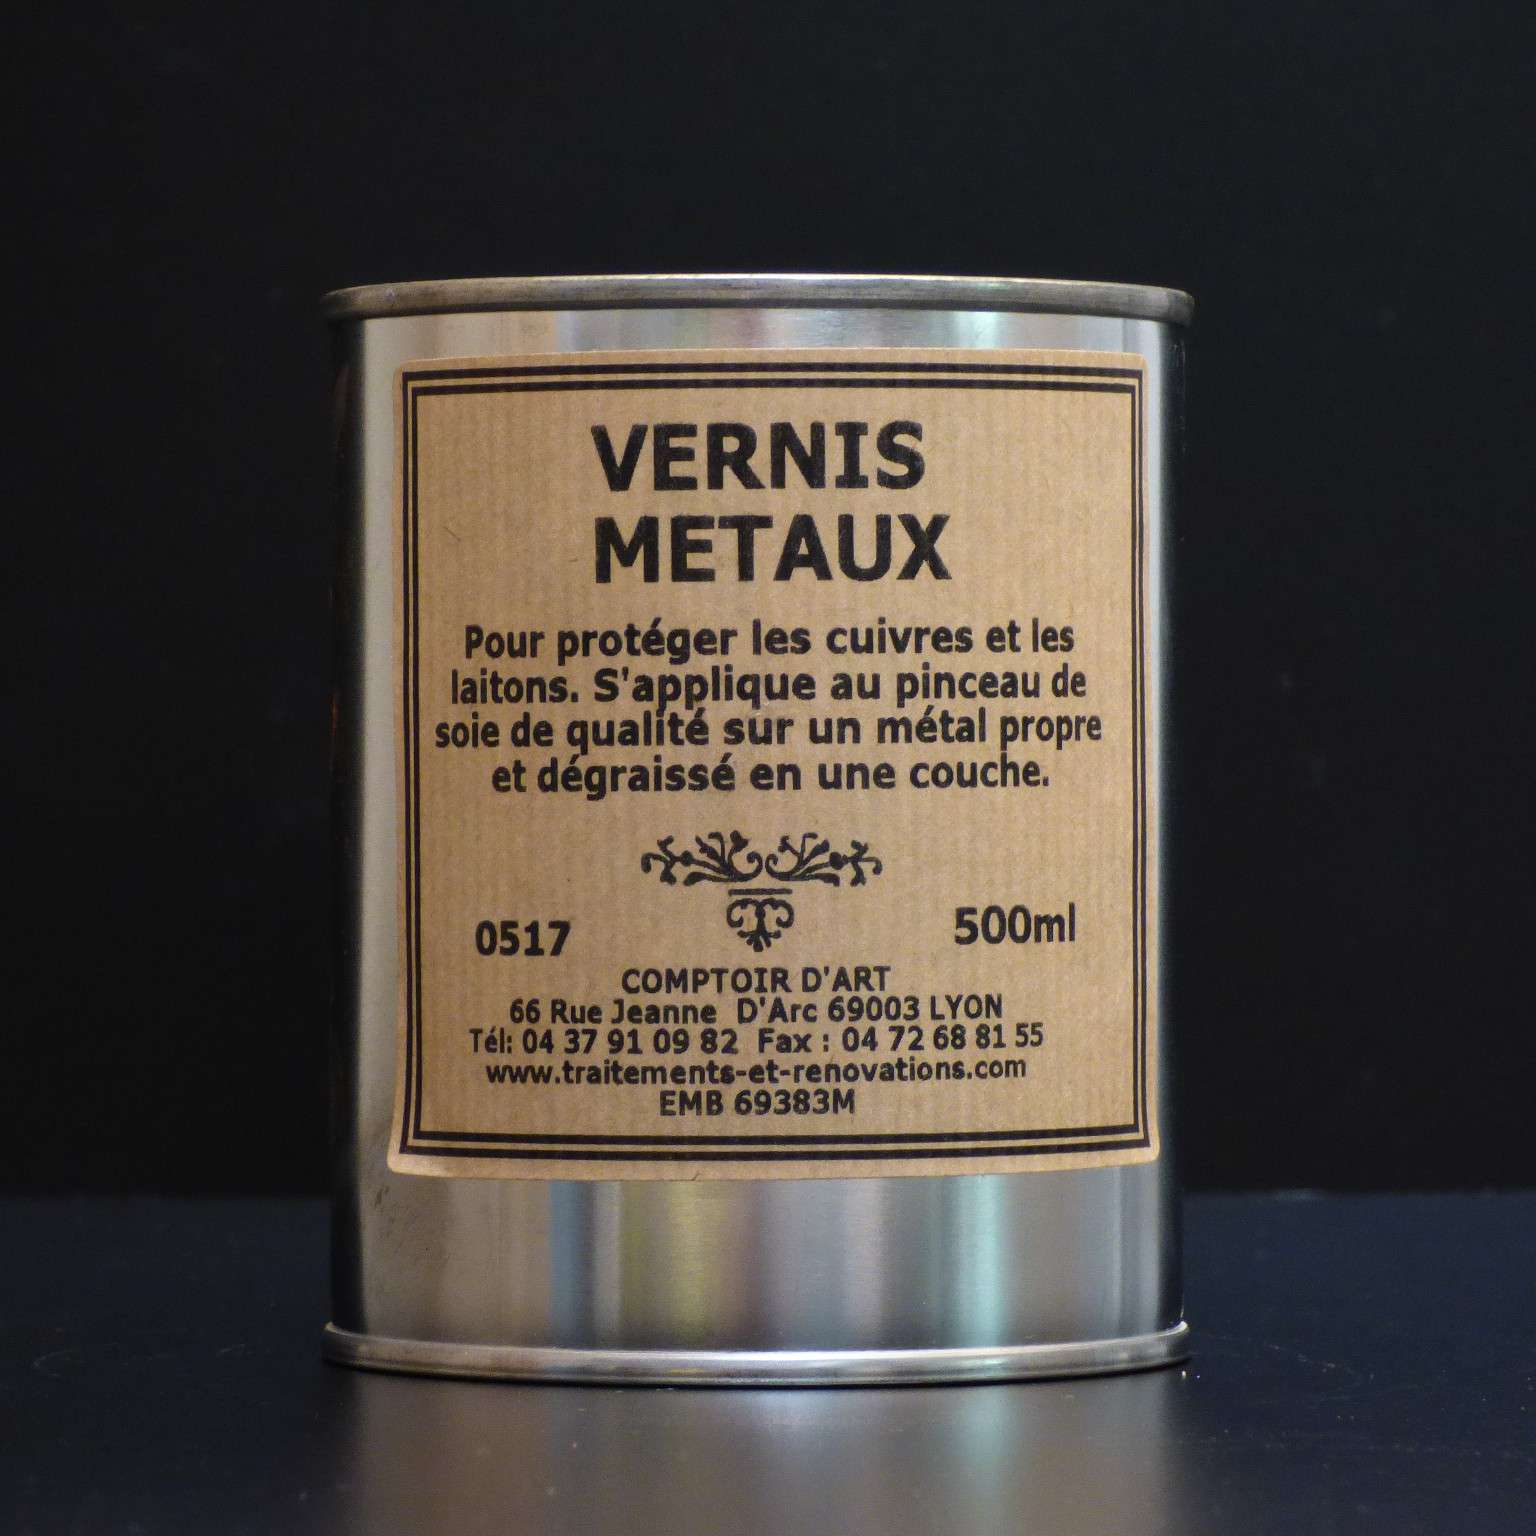 VERNIS
METAUX
Pour protéger les cuivres et les
laitons. S'applique au pinceau de
soie de qualité sur un métal propre
et dégraissé en une couche.
0517 500ml
COMPTOIR D'ART
66 Rue Jeanne D'Arc 69003 LYON
Tél: 04 37 91 09 82 Fax : 04 72 68 81 55
www.traitements-et-renovations.com
EMB 69383M